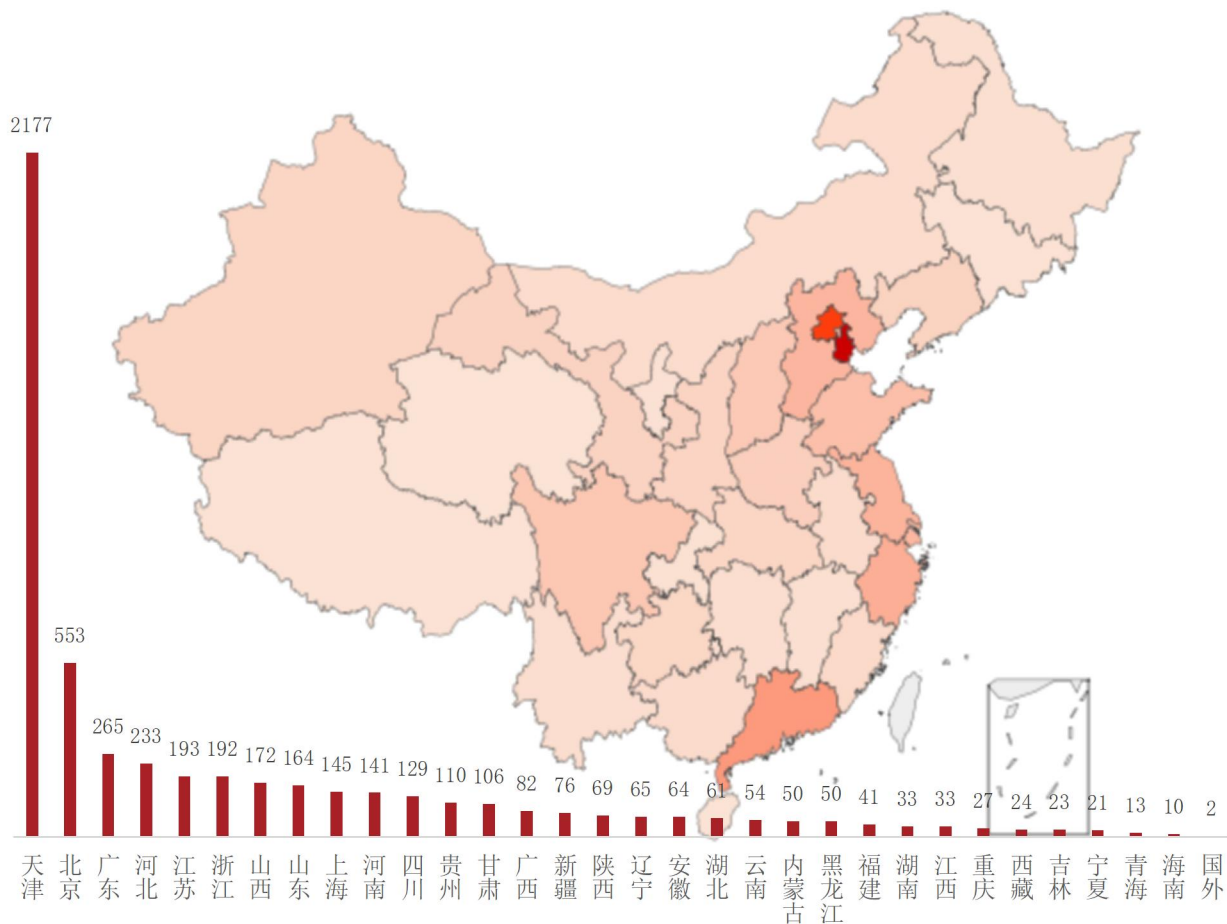 2177
553
265
233
193
192
172
164
145
141
129
110
106
82
76
69
65
64
61
54
50
50
41
33
33
27
24
23
21
13
10
2
天津
北京
广东
河北
江苏
浙江
山西
山东
上海
河南
四川
贵州
甘肃
广西
新疆
陕西
辽宁
安徽
湖北
云南
内蒙古
黑龙江
福建
湖南
江西
重庆
西藏
吉林
宁夏
青海
海南
国外